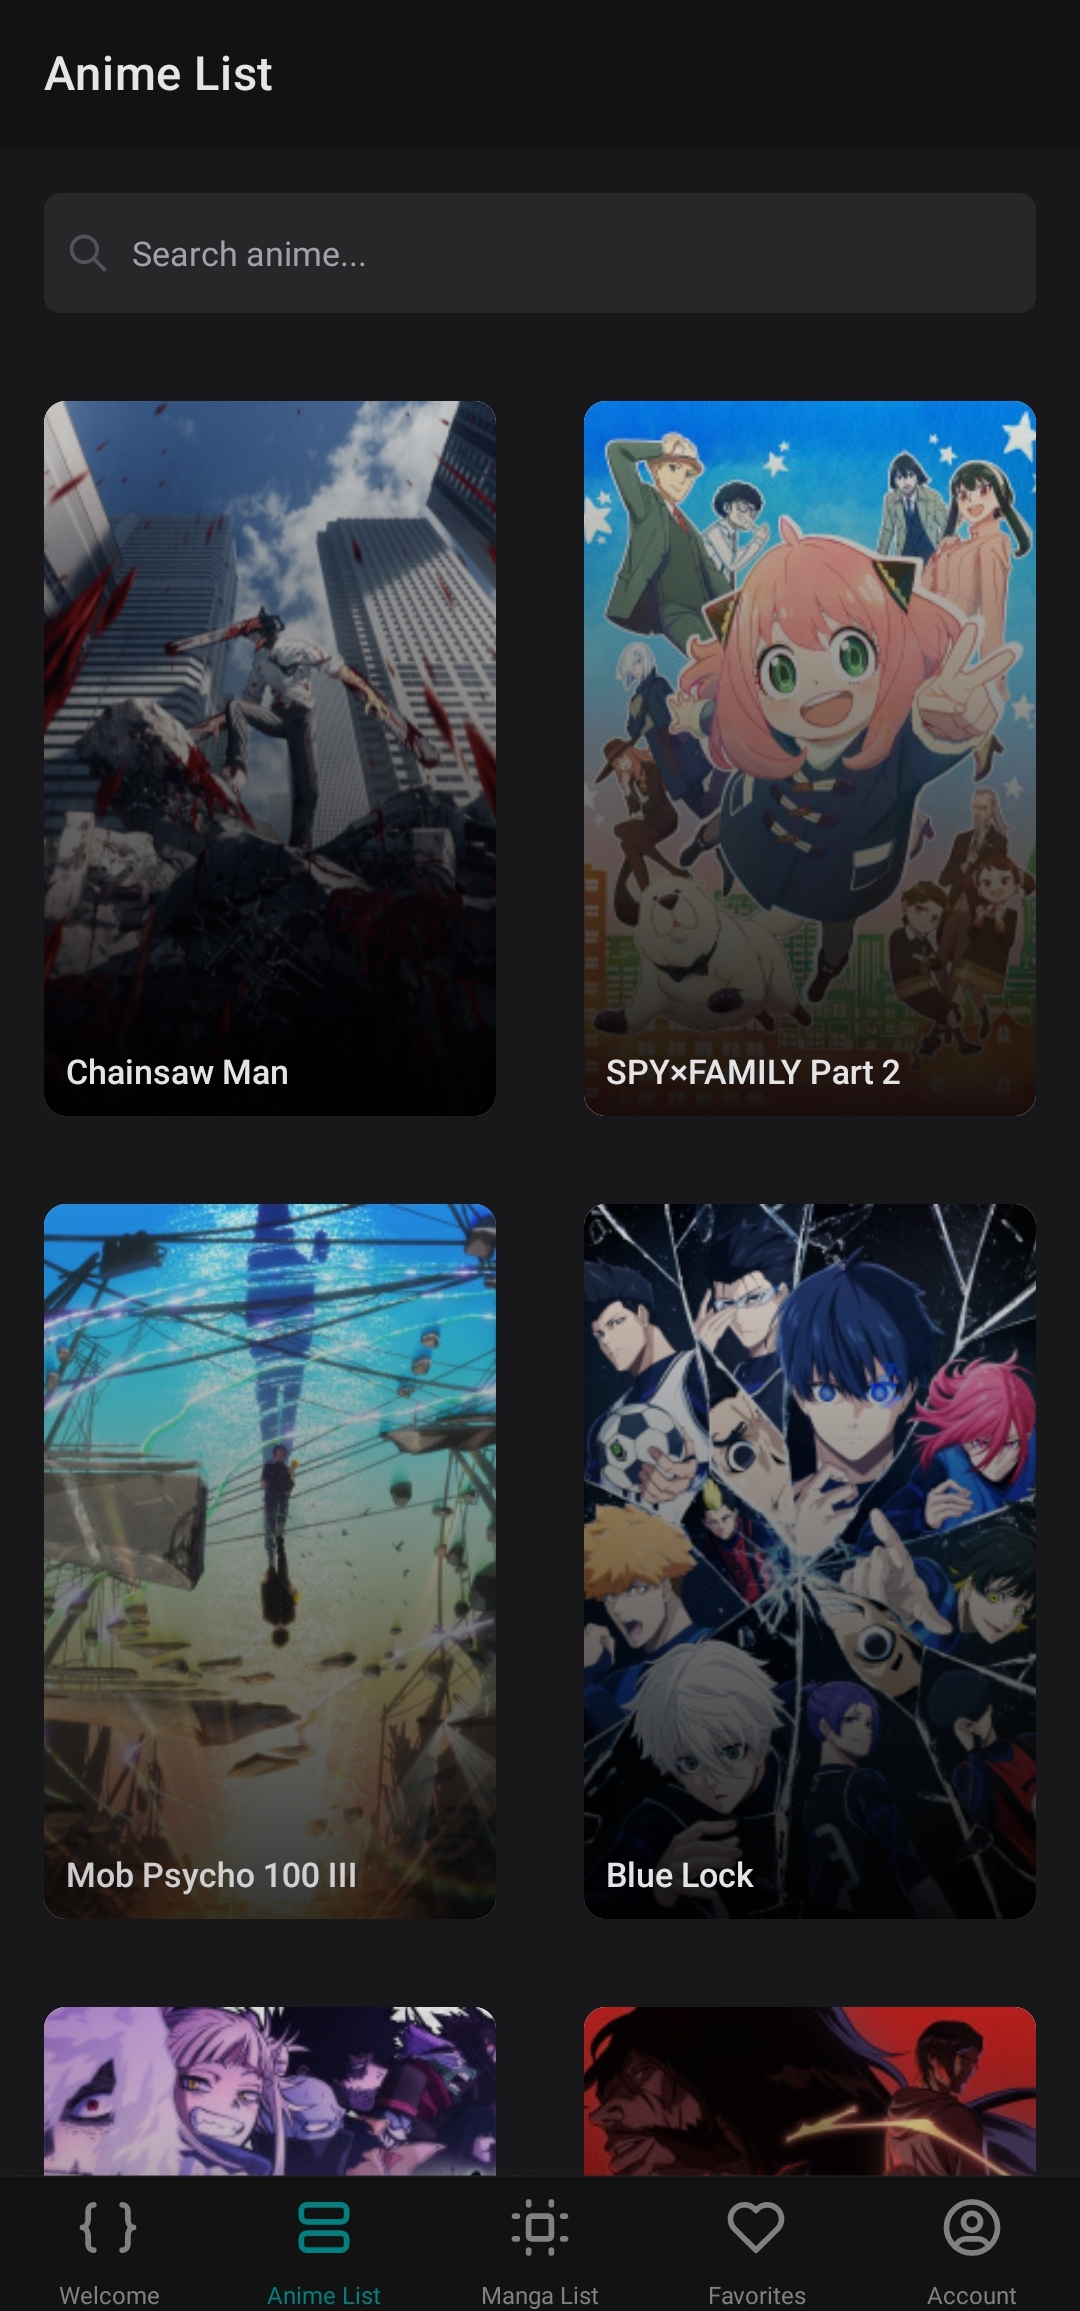 Anime List
Search anime...
Chainsaw Man
SPY×FAMILY Part 2
Mob Psycho 100 III
Blue Lock
Welcome
Anime List
Manga List
Favorites
Account